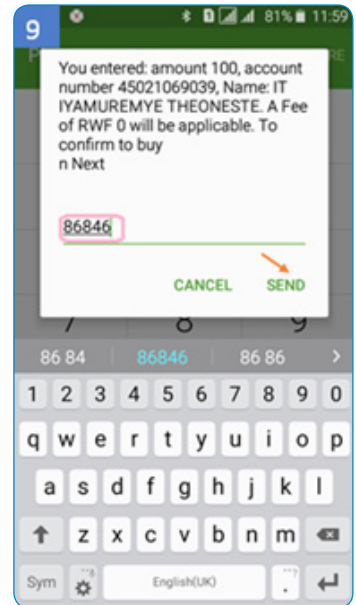 9
81% 11:59
P
RE
You entered: amount 100, account
number 45021069039, Name: IT
IYAMUREMYE THEONESTE. A Fee
of RWF 0 will be applicable. To
confirm to buy
n Next
86846
CANCEL SEND
7 8 9
86 84 86846 86 86 >
1 2 3 4 5 6 7 8 9 0
q w e r t y u i o p
a s d f g h j k l
z x c v b n m
Sym English(UK) .